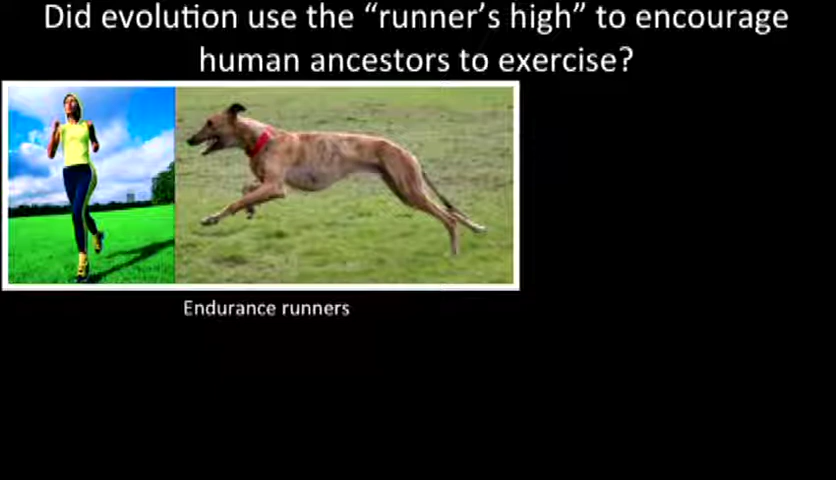 Did evolution use the “runner’s high” to encourage
human ancestors to exercise?
Endurance runners